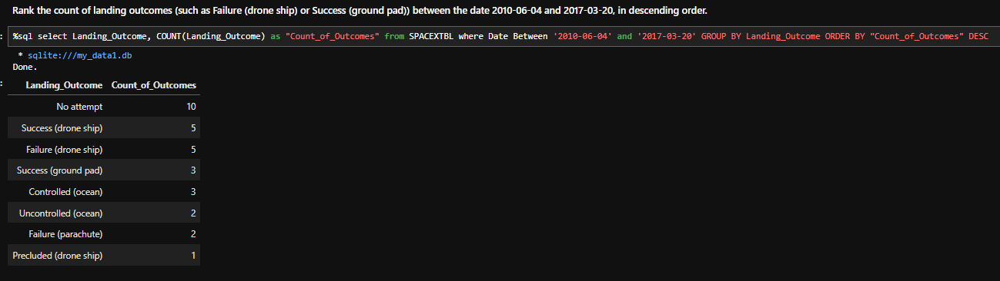 Rank the count of landing outcomes (such as Failure (drone ship) or Success (ground pad)) between the date 2010-06-04 and 2017-03-20, in descending order.
: %sql select Landing_Outcome, COUNT(Landing_Outcome) as "Count_of_Outcomes" from SPACEXTBL where Date Between '2010-06-04' and '2017-03-20' GROUP BY Landing_Outcome ORDER BY "Count_of_Outcomes" DESC
* sqlite:///my_data1.db
Done.
: Landing_Outcome Count_of_Outcomes
No attempt 10
Success (drone ship) 5
Failure (drone ship) 5
Success (ground pad) 3
Controlled (ocean) 3
Uncontrolled (ocean) 2
Failure (parachute) 2
Precluded (drone ship) 1